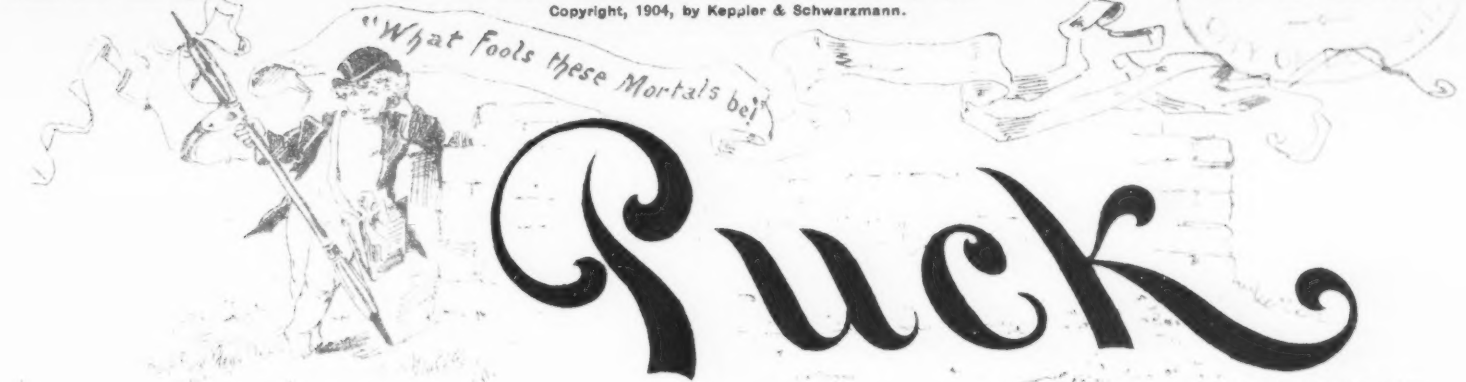 Copyright, 1904, by Keppler & Schwarzmann.
"What Fools these Mortals be!
Puck